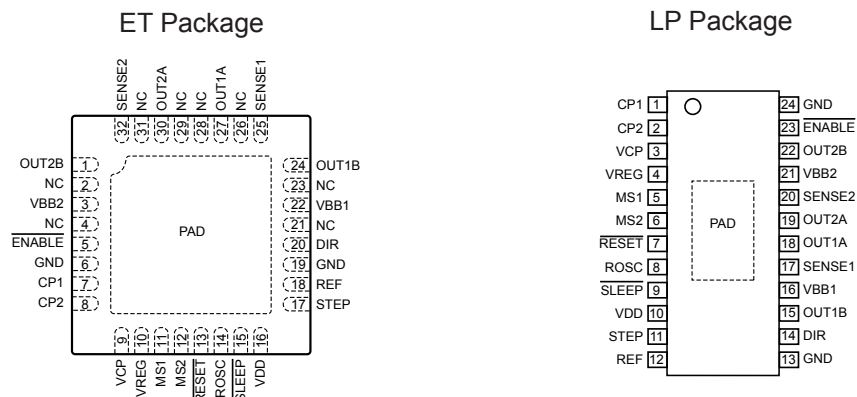 ET Package
LP Package
SENSE2
NC
OUT2A
NC
NC
OUT1A
NC
SENSE1
32
31
30
29
28
27
26
25
OUT2B 1
NC 2
VBB2 3
NC 4
ENABLE 5
GND 6
CP1 7
CP2 8
PAD
24 OUT1B
23 NC
22 VBB1
21 NC
20 DIR
19 GND
18 REF
17 STEP
9
10
11
12
13
14
15
16
VCP
VREG
MS1
MS2
RESET
ROSC
SLEEP
VDD
CP1 1
CP2 2
VCP 3
VREG 4
MS1 5
MS2 6
RESET 7
ROSC 8
SLEEP 9
VDD 10
STEP 11
REF 12
PAD
24 GND
23 ENABLE
22 OUT2B
21 VBB2
20 SENSE2
19 OUT2A
18 OUT1A
17 SENSE1
16 VBB1
15 OUT1B
14 DIR
13 GND